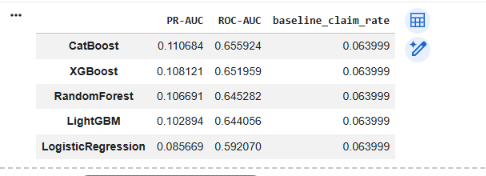 PR-AUC ROC-AUC baseline_claim_rate
CatBoost 0.110684 0.655924 0.063999
XGBoost 0.108121 0.651959 0.063999
RandomForest 0.106691 0.645282 0.063999
LightGBM 0.102894 0.644056 0.063999
LogisticRegression 0.085669 0.592070 0.063999